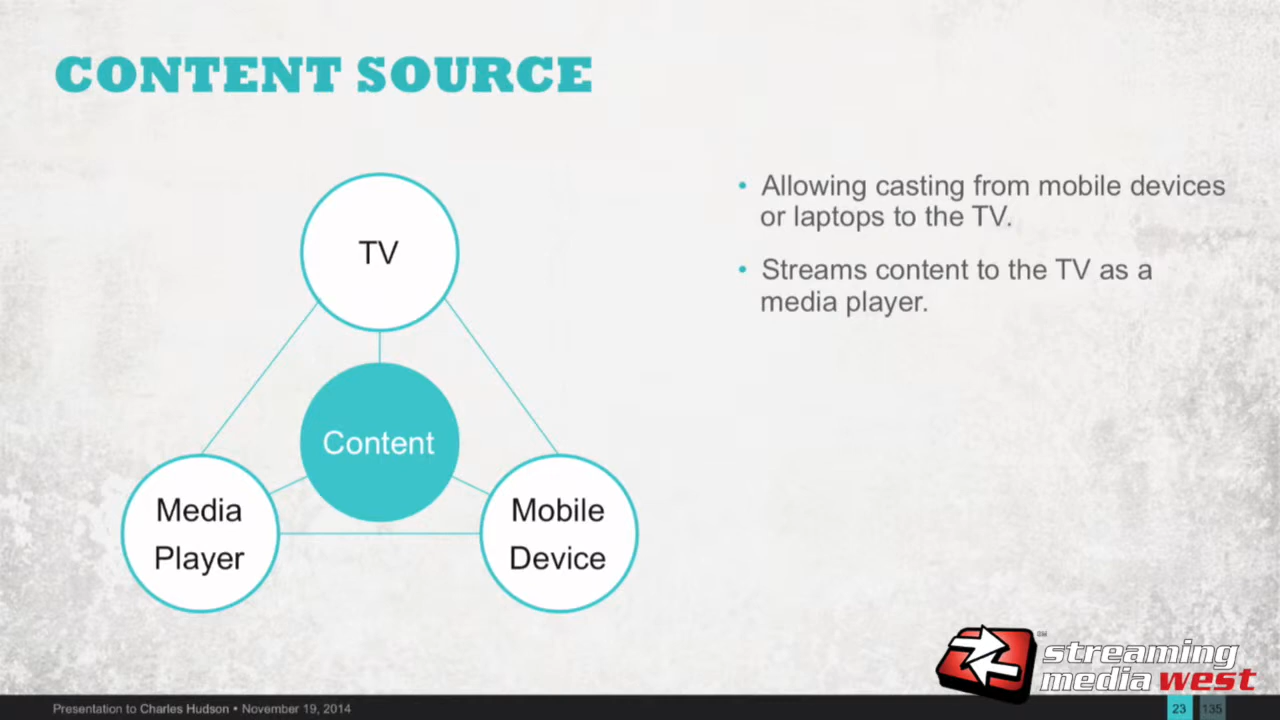 CONTENT SOURCE
TV
Content
Media
Player
Mobile
Device
• Allowing casting from mobile devices
or laptops to the TV.
• Streams content to the TV as a
media player.
SM
streaming
media west
Presentation to Charles Hudson • November 19, 2014
23
135